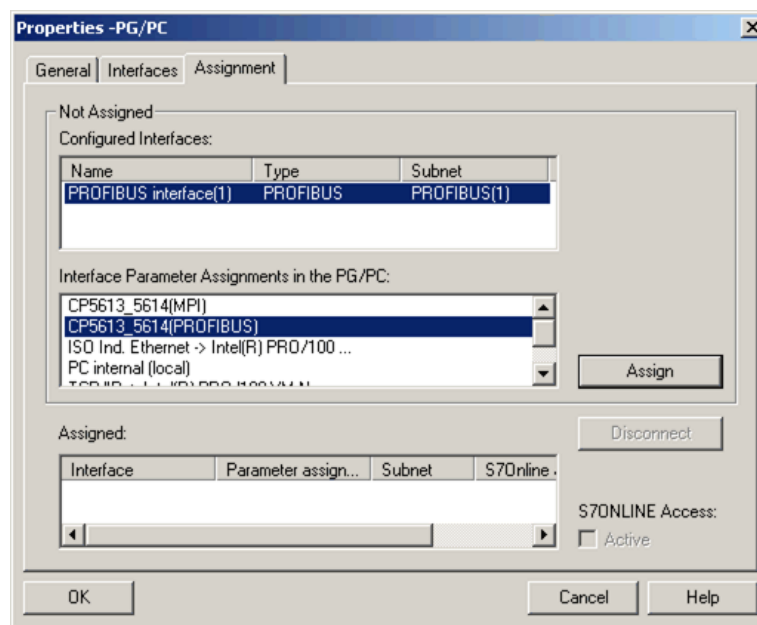 Properties -PG/PC
General Interfaces Assignment
Not Assigned
Configured Interfaces:
Name Type Subnet
PROFIBUS interface(1) PROFIBUS PROFIBUS(1)
Interface Parameter Assignments in the PG/PC:
CP5613_5614(MPI)
CP5613_5614(PROFIBUS)
ISO Ind. Ethernet -> Intel(R) PRO/100 ...
PC internal (local)
Assign
Assigned:
Disconnect
Interface Parameter assign... Subnet S7Online
S7ONLINE Access:
Active
OK Cancel Help